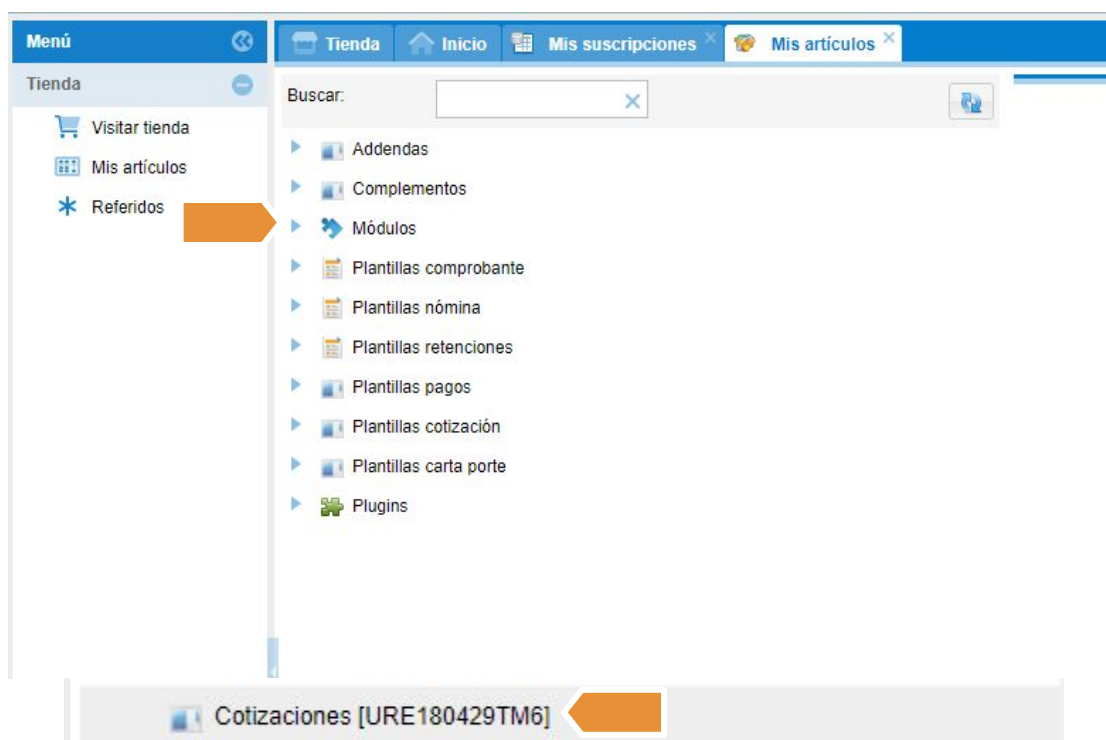 Menú
Tienda
Inicio
Mis suscripciones
Mis artículos
Tienda
Visitar tienda
Mis artículos
Referidos
Buscar:
Addendas
Complementos
Módulos
Plantillas comprobante
Plantillas nómina
Plantillas retenciones
Plantillas pagos
Plantillas cotización
Plantillas carta porte
Plugins
Cotizaciones [URE180429TM6]